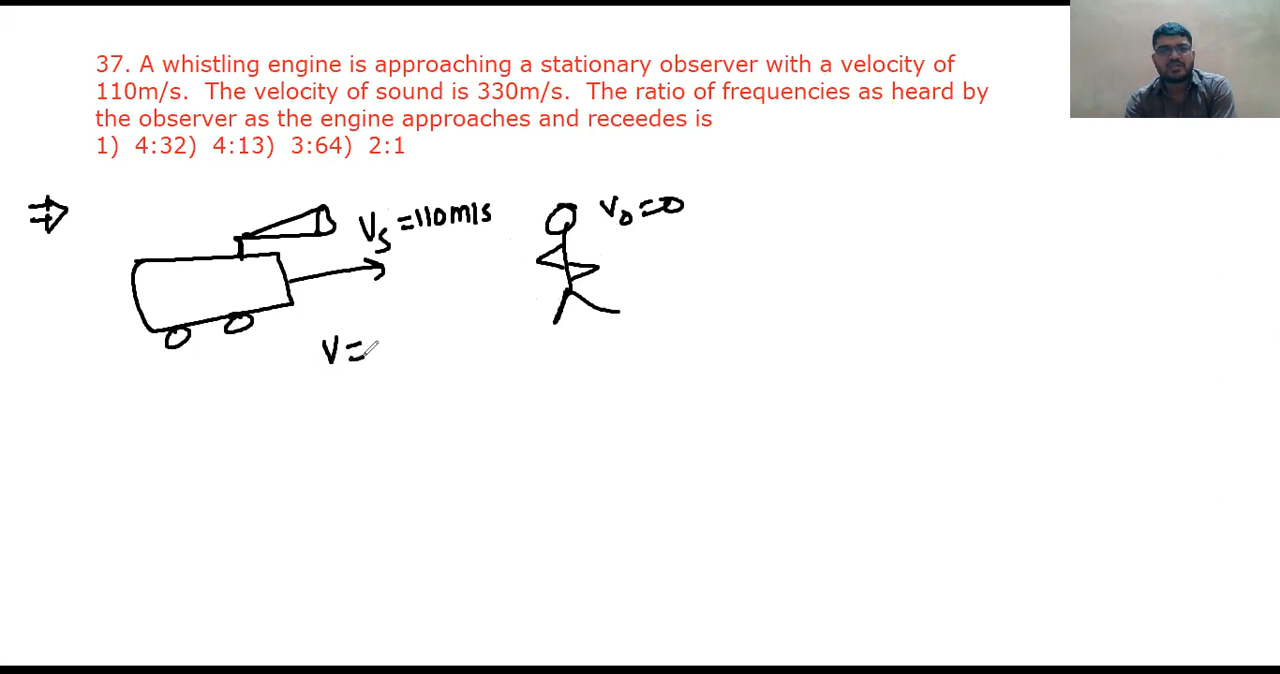 37. A whistling engine is approaching a stationary observer with a velocity of
110m/s. The velocity of sound is 330m/s. The ratio of frequencies as heard by
the observer as the engine approaches and receedes is
1) 4:32) 4:13) 3:64) 2:1
Vs=110m/s
V0=0
V=